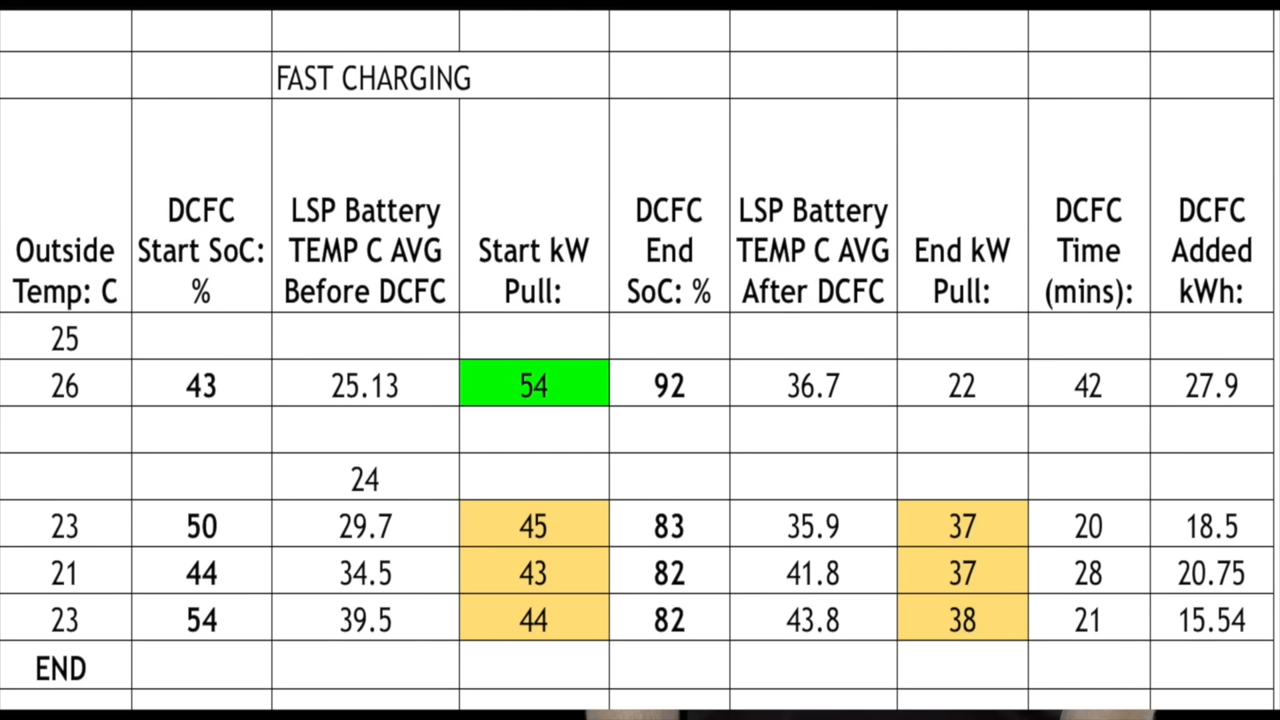 FAST CHARGING
Outside Temp: C DCFC Start SoC: % LSP Battery TEMP C AVG Before DCFC Start kW Pull: DCFC End SoC: % LSP Battery TEMP C AVG After DCFC End kW Pull: DCFC Time (mins): DCFC Added kWh:
25
26 43 25.13 54 92 36.7 22 42 27.9
24
23 50 29.7 45 83 35.9 37 20 18.5
21 44 34.5 43 82 41.8 37 28 20.75
23 54 39.5 44 82 43.8 38 21 15.54
END